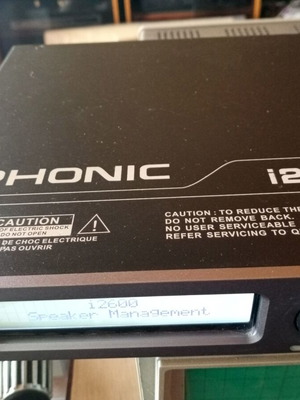 PHONIC i2
CAUTION
OF ELECTRIC SHOCK
DO NOT OPEN
DE CHOC ELECTRIQUE
PAS OUVRIR
CAUTION : TO REDUCE THE
DO NOT REMOVE BACK.
NO USER SERVICEABLE
REFER SERVICING TO Q
i2600
Speaker Management